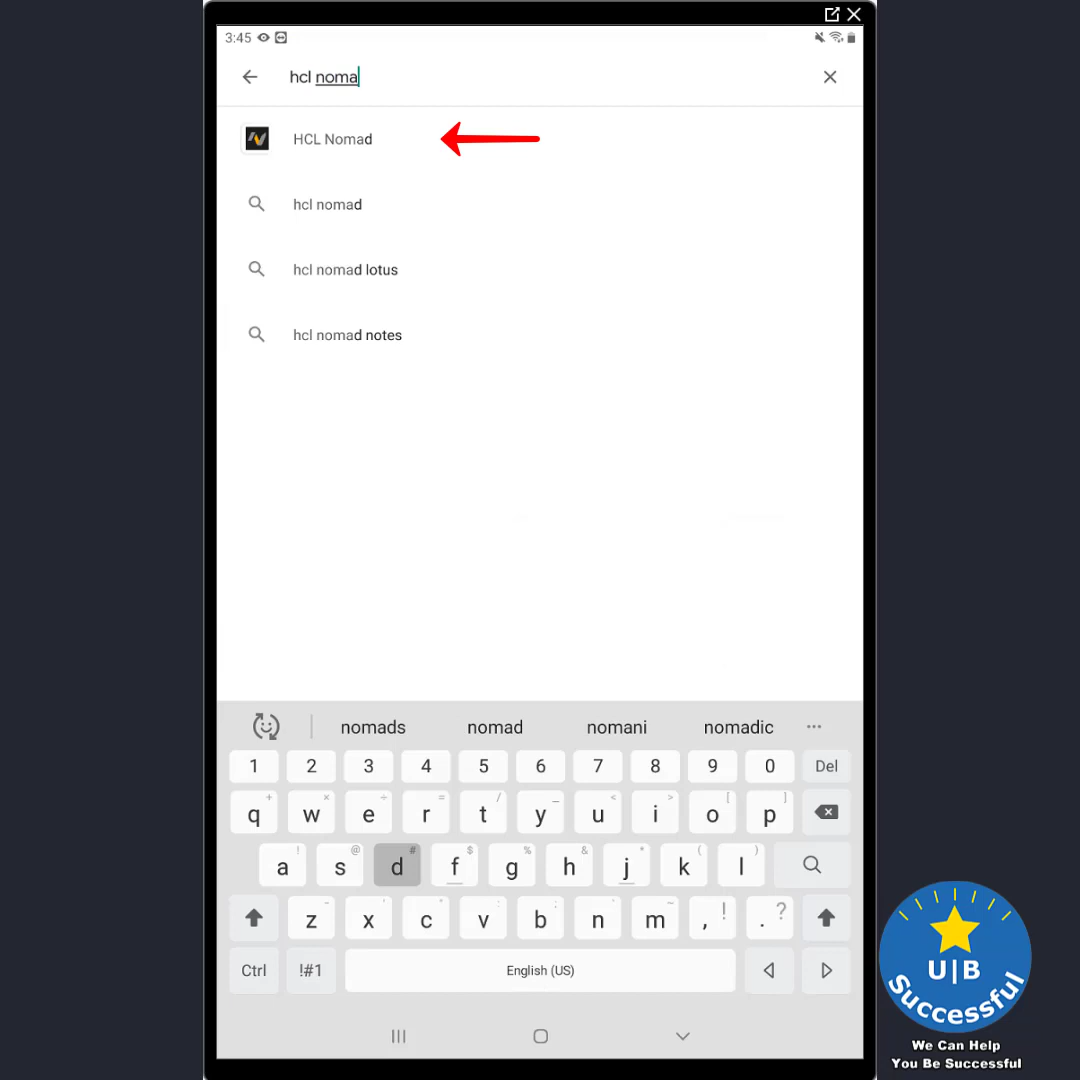 3:45
hcl noma
HCL Nomad
hcl nomad
hcl nomad lotus
hcl nomad notes
nomads nomad nomani nomadic ...
1 2 3 4 5 6 7 8 9 0 Del
q w e r t y u i o p
a s d f g h j k l
z x c v b n m , ! . ?
Ctrl !#1 English (US)
U|B
Successful
We Can Help
You Be Successful